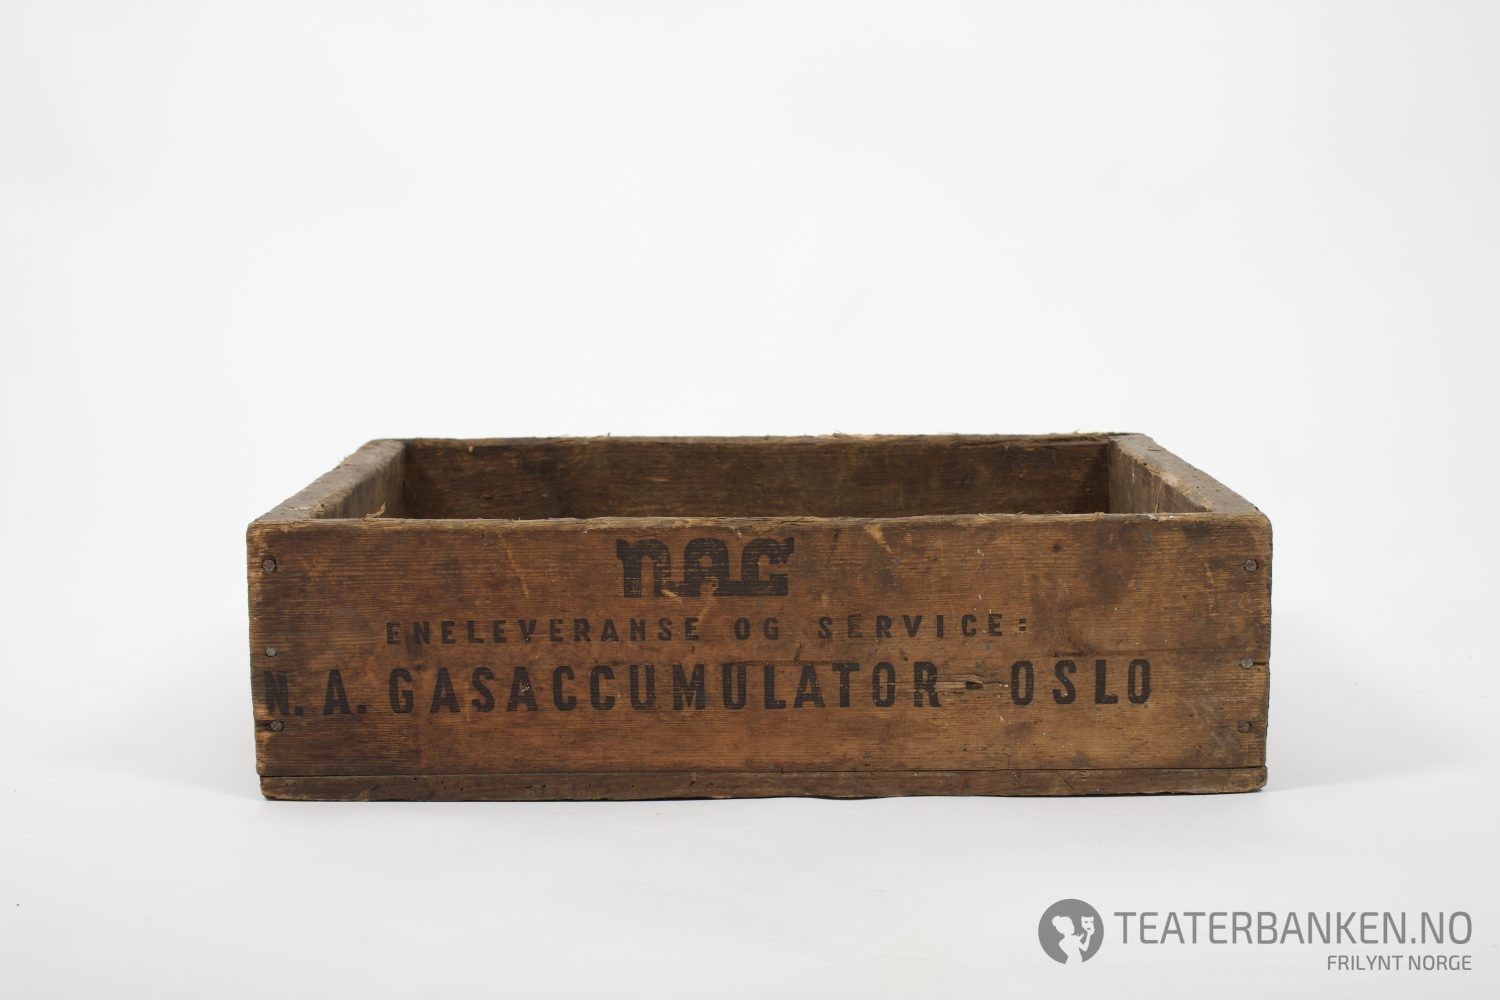 nag
ENELEVERANSE OG SERVICE:
N. A. GASACCUMULATOR - OSLO
TEATERBANKEN.NO
FRILYNT NORGE